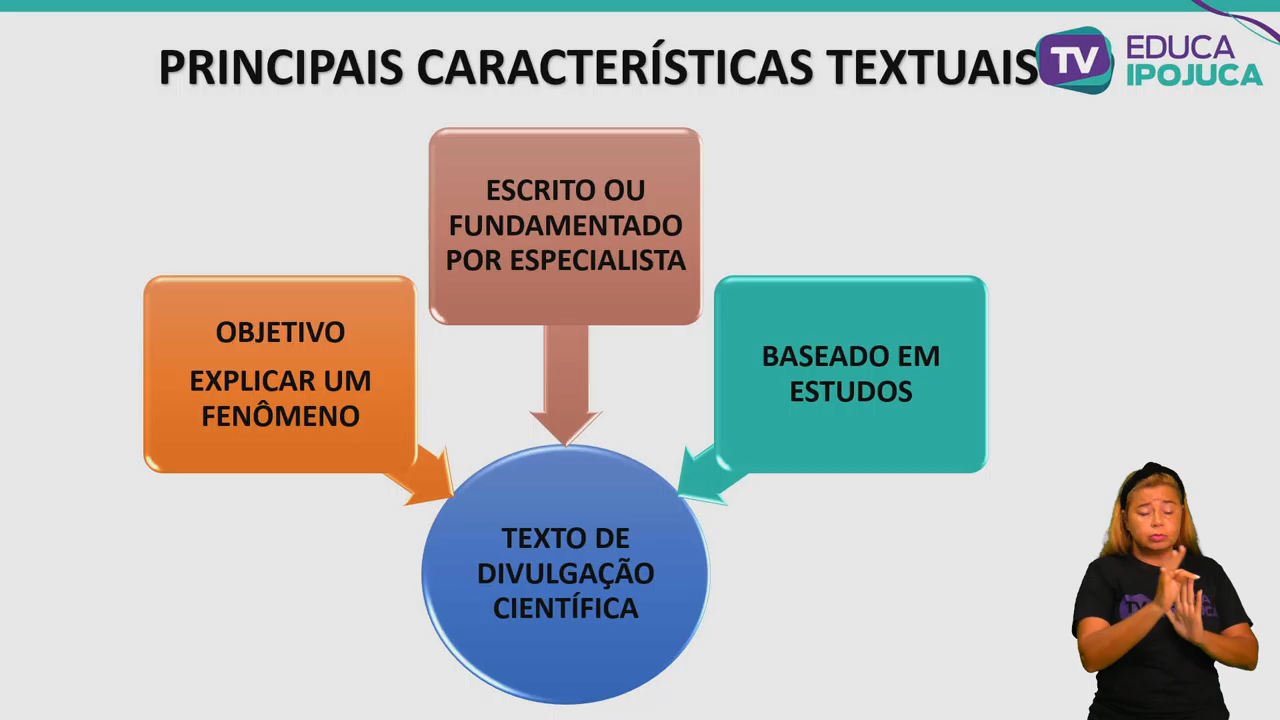 PRINCIPAIS CARACTERÍSTICAS TEXTUAIS
TV
EDUCA
IPOJUCA
ESCRITO OU
FUNDAMENTADO
POR ESPECIALISTA
OBJETIVO
EXPLICAR UM
FENÔMENO
BASEADO EM
ESTUDOS
TEXTO DE
DIVULGAÇÃO
CIENTÍFICA
TV